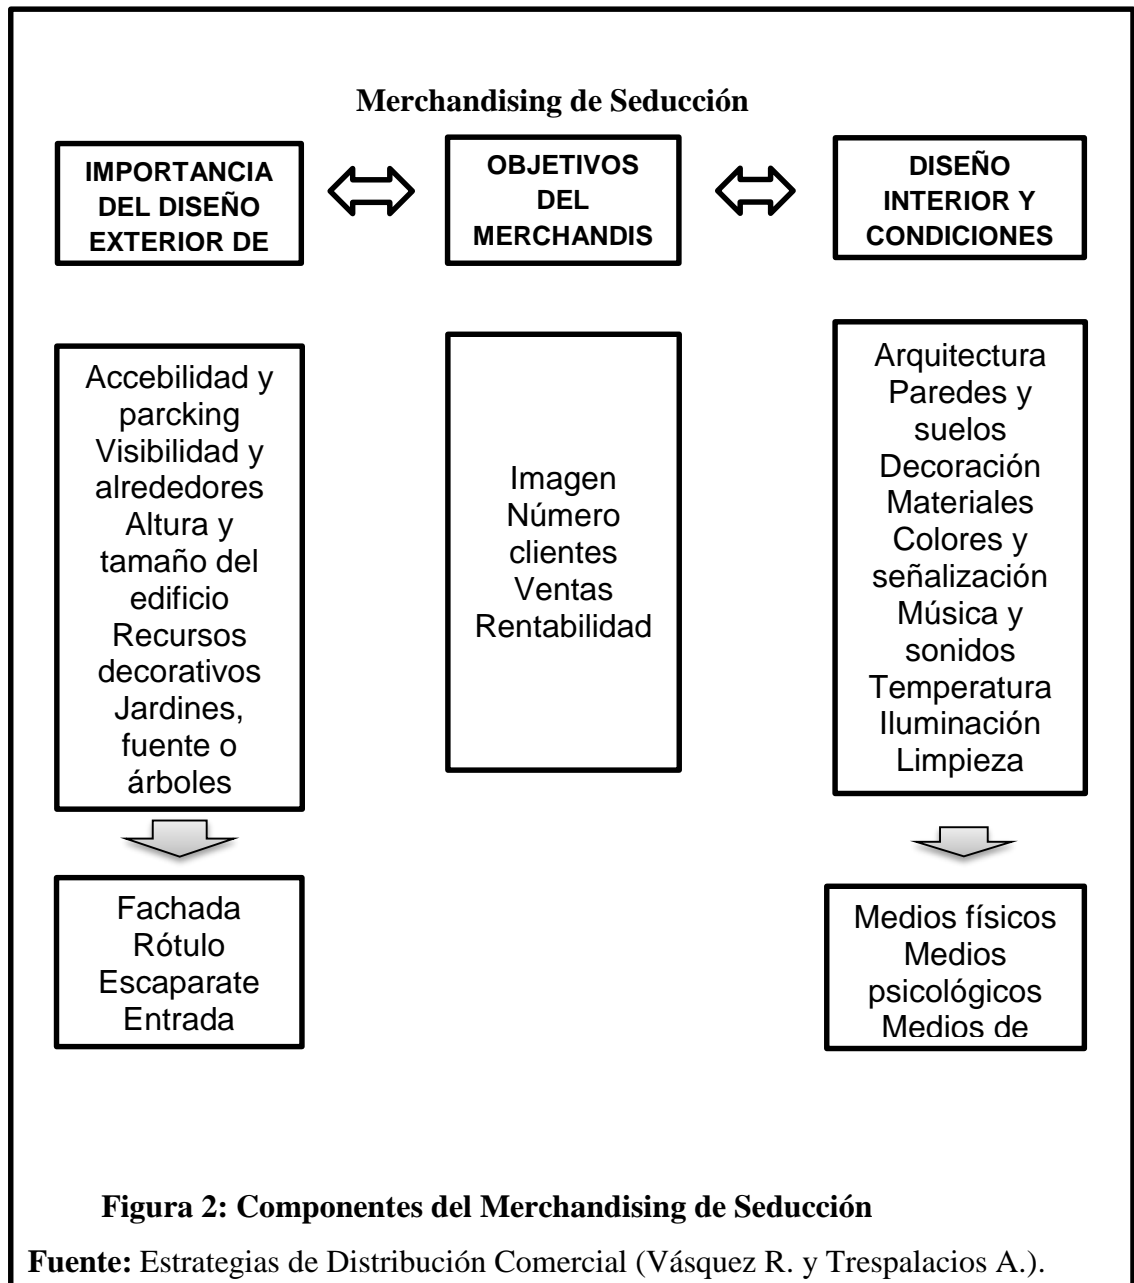 Merchandising de Seducción
IMPORTANCIA
DEL DISEÑO
EXTERIOR DE
OBJETIVOS
DEL
MERCHANDIS
DISEÑO
INTERIOR Y
CONDICIONES
Accebilidad y
parcking
Visibilidad y
alrededores
Altura y
tamaño del
edificio
Recursos
decorativos
Jardines,
fuente o
árboles
Imagen
Número
clientes
Ventas
Rentabilidad
Arquitectura
Paredes y
suelos
Decoración
Materiales
Colores y
señalización
Música y
sonidos
Temperatura
Iluminación
Limpieza
Fachada
Rótulo
Escaparate
Entrada
Medios físicos
Medios
psicológicos
Medios de
Figura 2: Componentes del Merchandising de Seducción
Fuente: Estrategias de Distribución Comercial (Vásquez R. y Trespalacios A.).